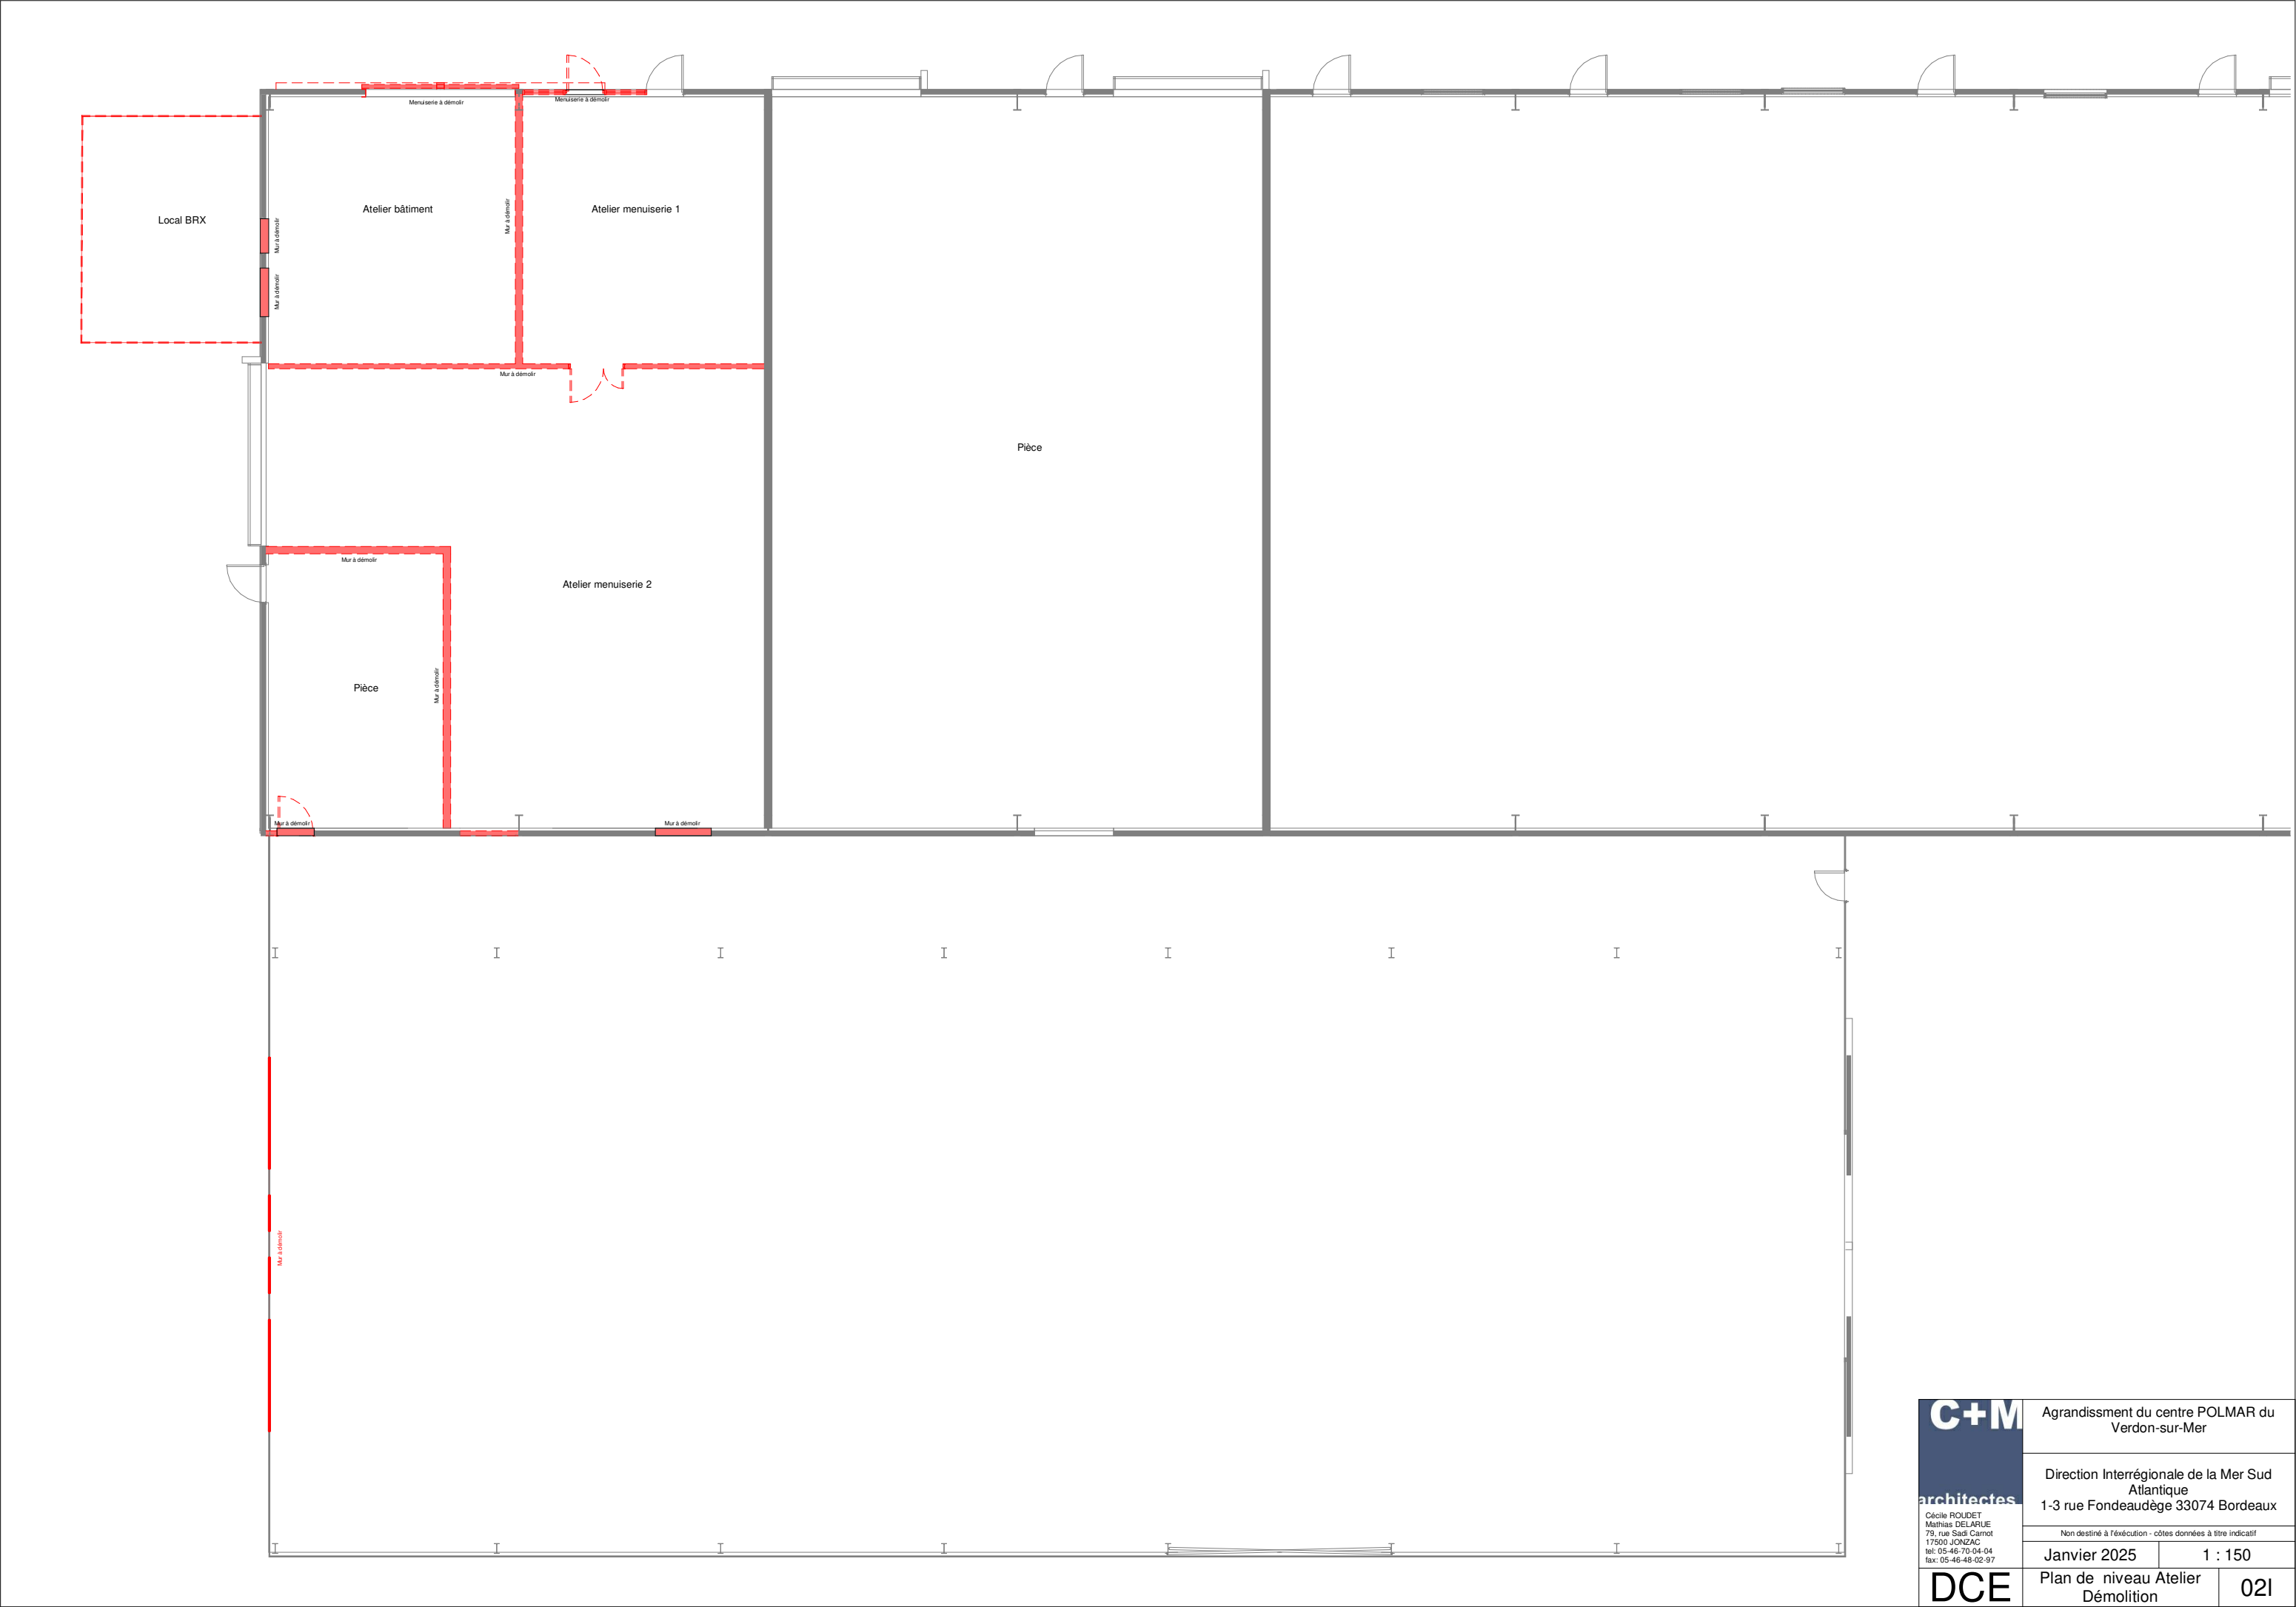 Menuiserie à démolir
Menuiserie à démolir
Local BRX
Atelier bâtiment
Atelier menuiserie 1
Mur à démolir
Mur à démolir
Mur à démolir
Mur à démolir
Pièce
Mur à démolir
Atelier menuiserie 2
Pièce
Mur à démolir
Mur à démolir
Mur à démolir
Mur à démolir
C+M
architectes
Cécile ROUDET
Mathias DELARUE
79, rue Sadi Carnot
17500 JONZAC
tel: 05-46-70-04-04
fax: 05-46-48-02-97
DCE
Agrandissment du centre POLMAR du
Verdon-sur-Mer
Direction Interrégionale de la Mer Sud
Atlantique
1-3 rue Fondeaudège 33074 Bordeaux
Non destiné à l'éxécution - côtes données à titre indicatif
Janvier 2025
1 : 150
Plan de niveau Atelier
Démolition
02I